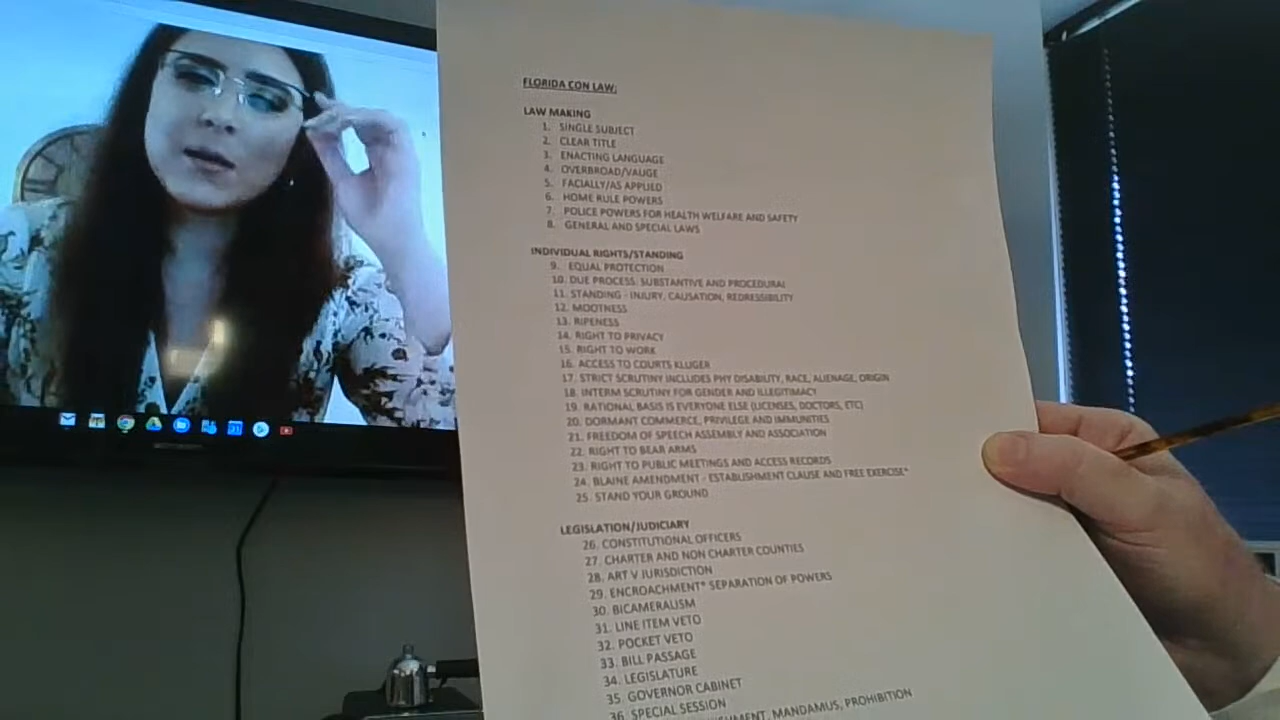 FLORIDA CON LAW:
LAW MAKING
1. SINGLE SUBJECT
2. CLEAR TITLE
3. ENACTING LANGUAGE
4. OVERBROAD/VAUGE
5. FACIALLY/AS APPLIED
6. HOME RULE POWERS
7. POLICE POWERS FOR HEALTH WELFARE AND SAFETY
8. GENERAL AND SPECIAL LAWS
INDIVIDUAL RIGHTS/STANDING
9. EQUAL PROTECTION
10. DUE PROCESS: SUBSTANTIVE AND PROCEDURAL
11. STANDING - INJURY, CAUSATION, REDRESSIBILITY
12. MOOTNESS
13. RIPENESS
14. RIGHT TO PRIVACY
15. RIGHT TO WORK
16. ACCESS TO COURTS KLUGER
17. STRICT SCRUTINY INCLUDES PHY DISABILITY, RACE, ALIENAGE, ORIGIN
18. INTERM SCRUTINY FOR GENDER AND ILLEGITIMACY
19. RATIONAL BASIS IS EVERYONE ELSE (LICENSES, DOCTORS, ETC)
20. DORMANT COMMERCE, PRIVILEGE AND IMMUNITIES
21. FREEDOM OF SPEECH ASSEMBLY AND ASSOCIATION
22. RIGHT TO BEAR ARMS
23. RIGHT TO PUBLIC MEETINGS AND ACCESS RECORDS
24. BLAINE AMENDMENT - ESTABLISHMENT CLAUSE AND FREE EXERCISE*
25. STAND YOUR GROUND
LEGISLATION/JUDICIARY
26. CONSTITUTIONAL OFFICERS
27. CHARTER AND NON CHARTER COUNTIES
28. ART V JURISDICTION
29. ENCROACHMENT* SEPARATION OF POWERS
30. BICAMERALISM
31. LINE ITEM VETO
32. POCKET VETO
33. BILL PASSAGE
34. LEGISLATURE
35. GOVERNOR CABINET
36. SPECIAL SESSION
MANDAMUS, PROHIBITION